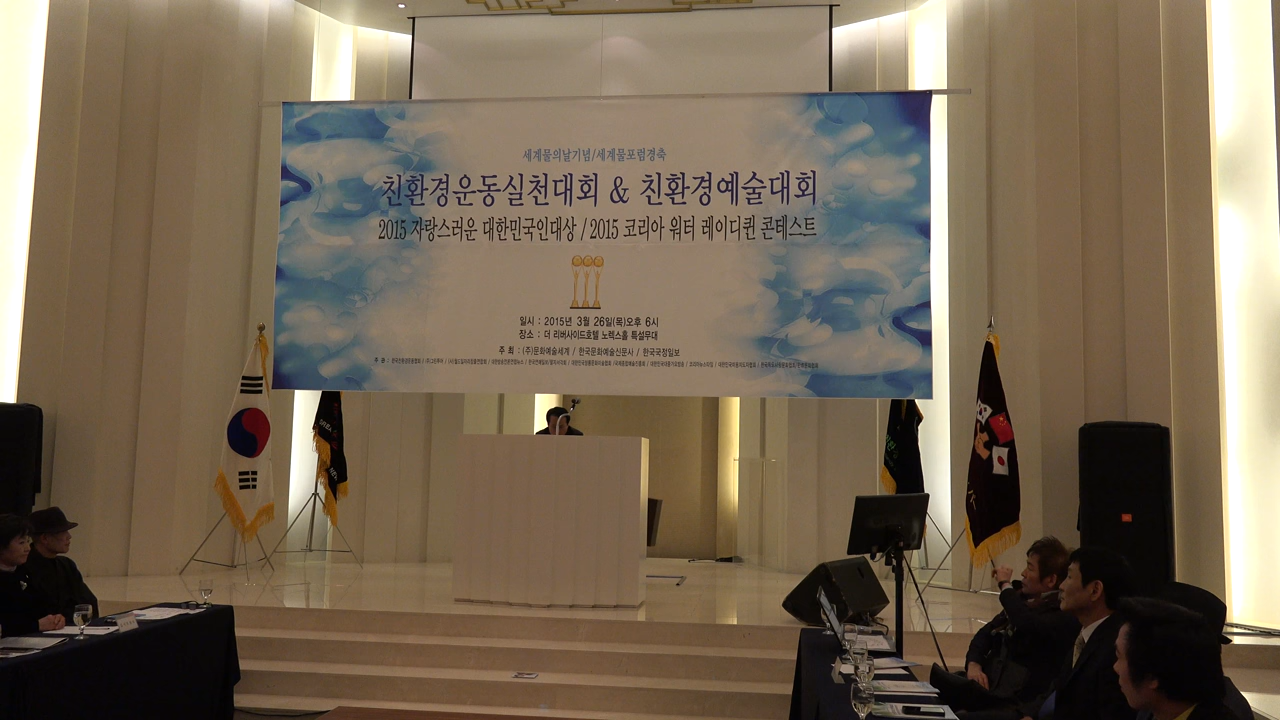 세계물의날기념/세계물포럼경축
친환경운동실천대회 & 친환경예술대회
2015 자랑스러운 대한민국인대상 / 2015 코리아 워터 레이디퀸 콘테스트
일시 : 2015년 3월 26일(목)오후 6시
장소 : 더 리버사이드호텔 노벡스홀 특설무대
주최 : (주)문화예술세계 / 한국문화예술신문사 / 한국국정일보
주관 :